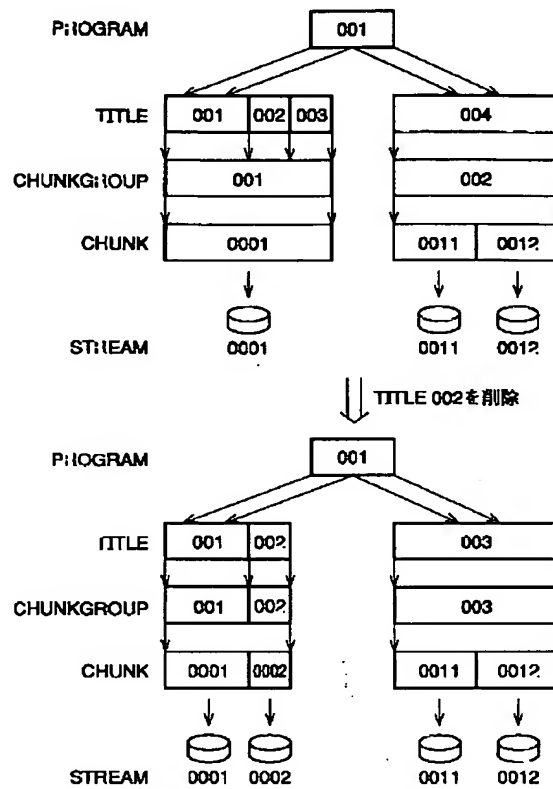 PROGRAM 001
TITLE 001 002 003 004
CHUNKGROUP 001 002
CHUNK 0001 0011 0012
STREAM 0001 0011 0012
TITLE 002を削除
PROGRAM 001
TITLE 001 002 003
CHUNKGROUP 001 002 003
CHUNK 0001 0002 0011 0012
STREAM 0001 0002 0011 0012